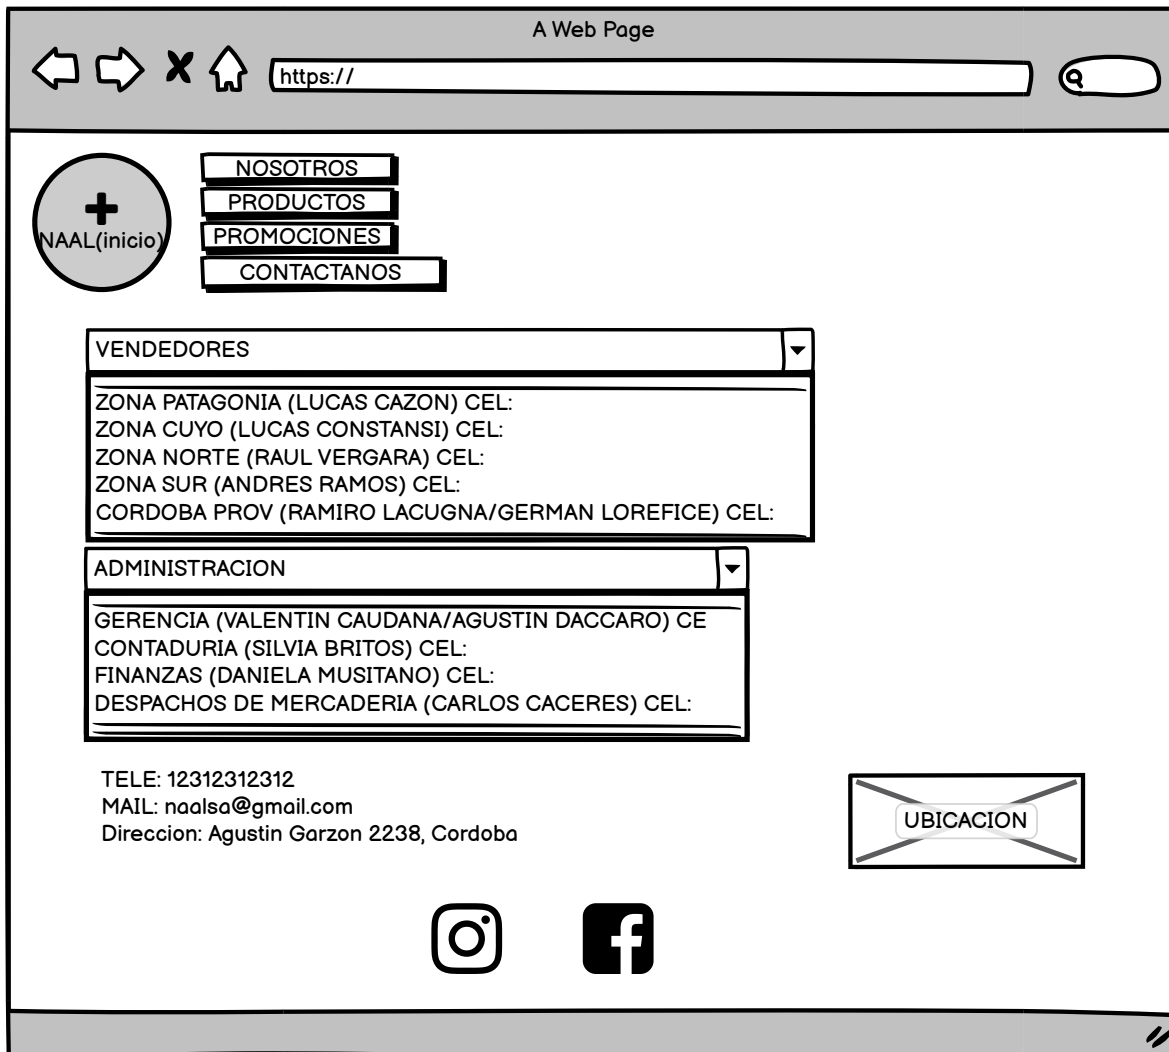 A Web Page
https://
NAAL(inicio)
NOSOTROS
PRODUCTOS
PROMOCIONES
CONTACTANOS
VENDEDORES
ZONA PATAGONIA (LUCAS CAZON) CEL:
ZONA CUYO (LUCAS CONSTANSI) CEL:
ZONA NORTE (RAUL VERGARA) CEL:
ZONA SUR (ANDRES RAMOS) CEL:
CORDOBA PROV (RAMIRO LACUGNA/GERMAN LOREFICE) CEL:
ADMINISTRACION
GERENCIA (VALENTIN CAUDANA/AGUSTIN DACCARO) CE
CONTADURIA (SILVIA BRITOS) CEL:
FINANZAS (DANIELA MUSITANO) CEL:
DESPACHOS DE MERCADERIA (CARLOS CACERES) CEL:
TELE: 12312312312
MAIL: naalsa@gmail.com
Direccion: Agustin Garzon 2238, Cordoba
UBICACION